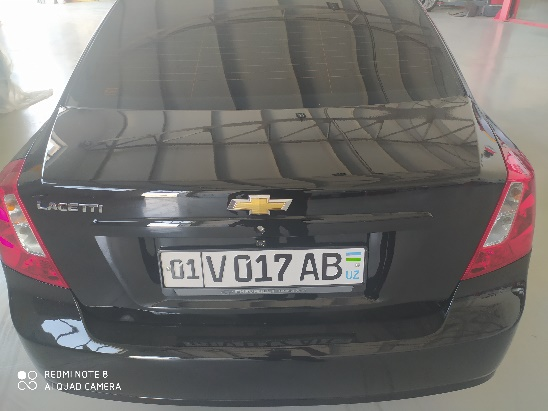 LACETTI
01 V 017 AB UZ
REDMI NOTE 8
AI QUAD CAMERA